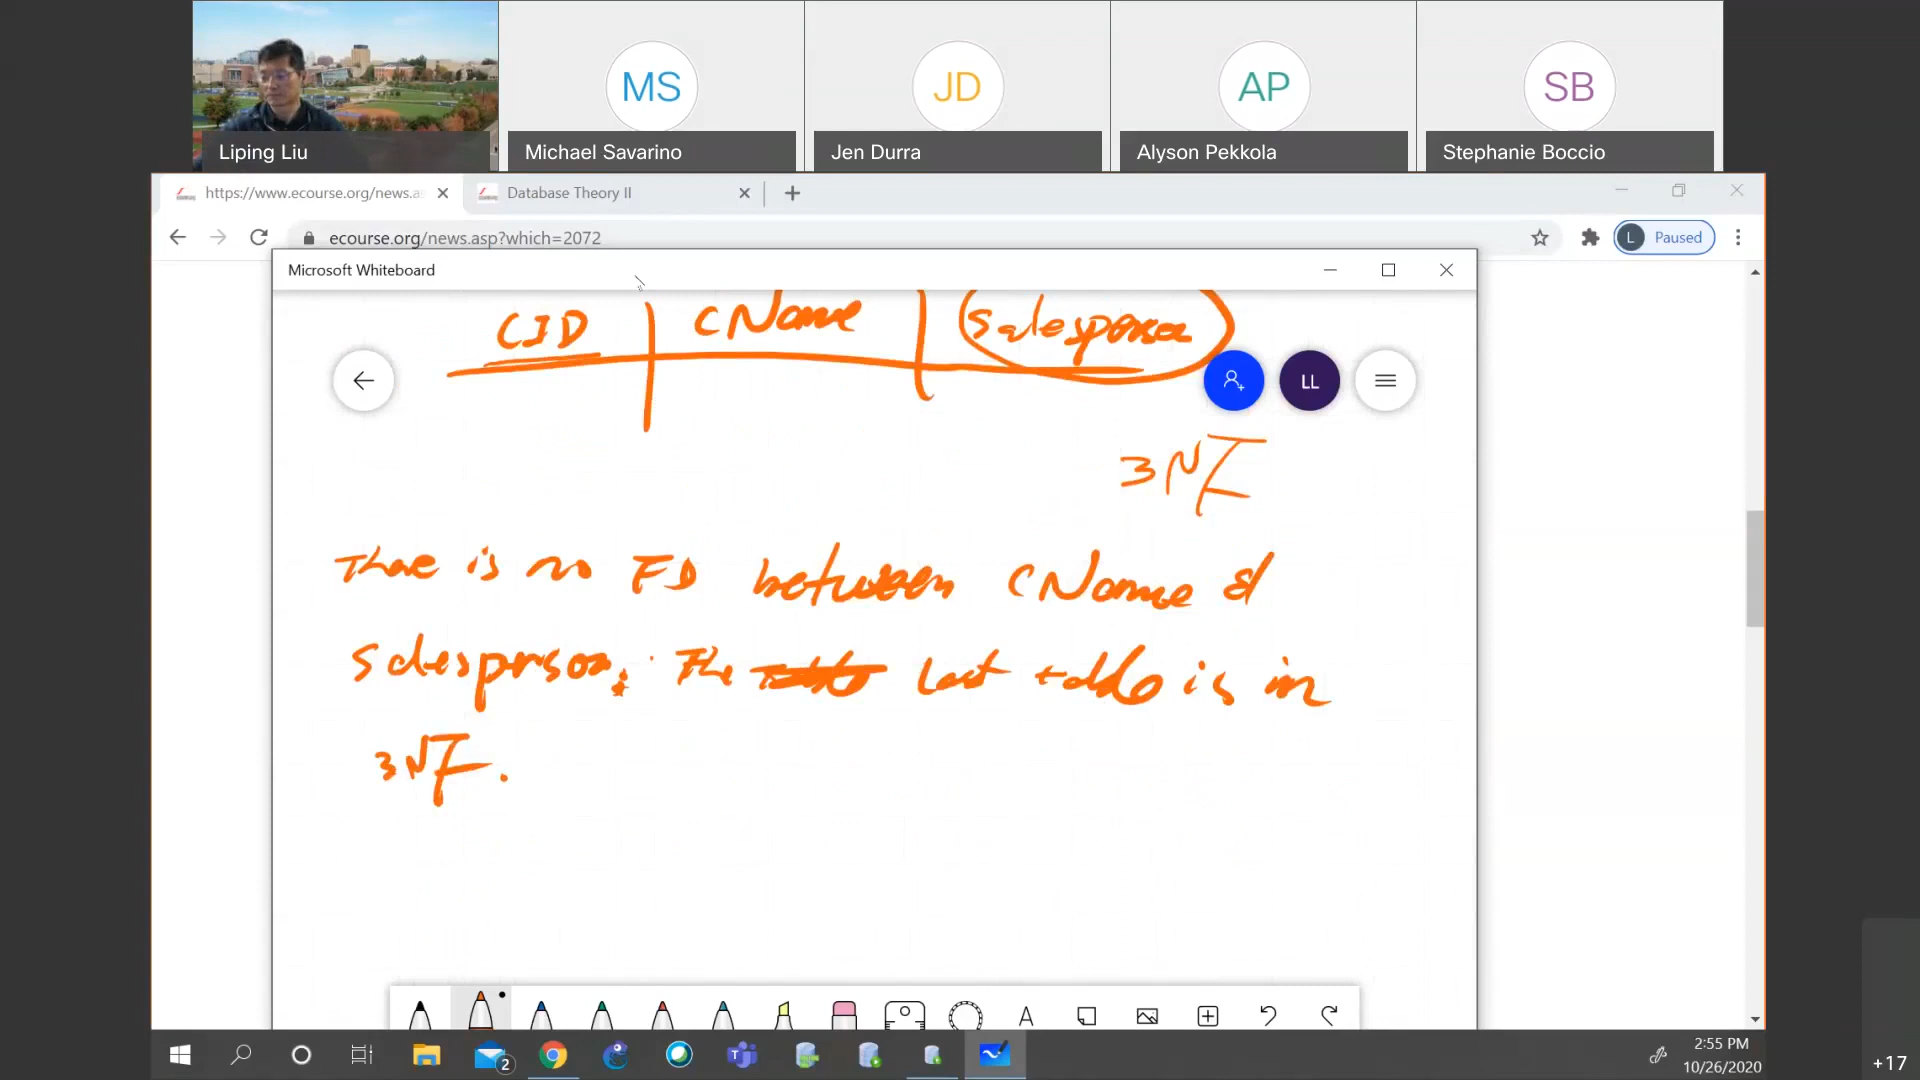 MS
JD
AP
SB
Liping Liu
Michael Savarino
Jen Durra
Alyson Pekkola
Stephanie Boccio
https://www.ecourse.org/news.a
Database Theory II
ecourse.org/news.asp?which=2072
L Paused
Microsoft Whiteboard
CID CName Salesperson
LL
3NF
There is no FD between CName &
salesperson. The last table is in
3NF.
A
2
2:55 PM
10/26/2020
+17